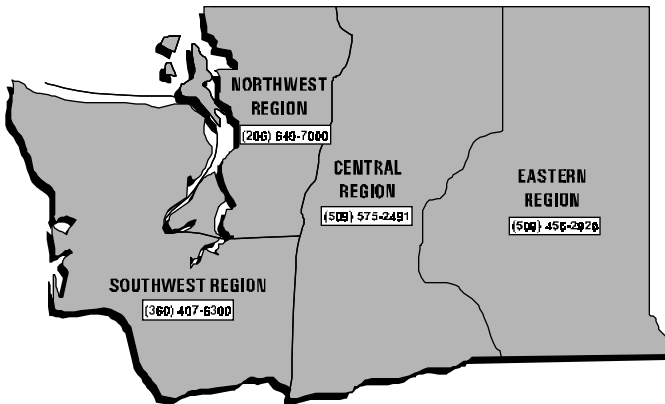 NORTHWEST
REGION
(206) 649-7000
CENTRAL
REGION
(509) 575-2491
EASTERN
REGION
(509) 456-2926
SOUTHWEST REGION
(360) 407-6300